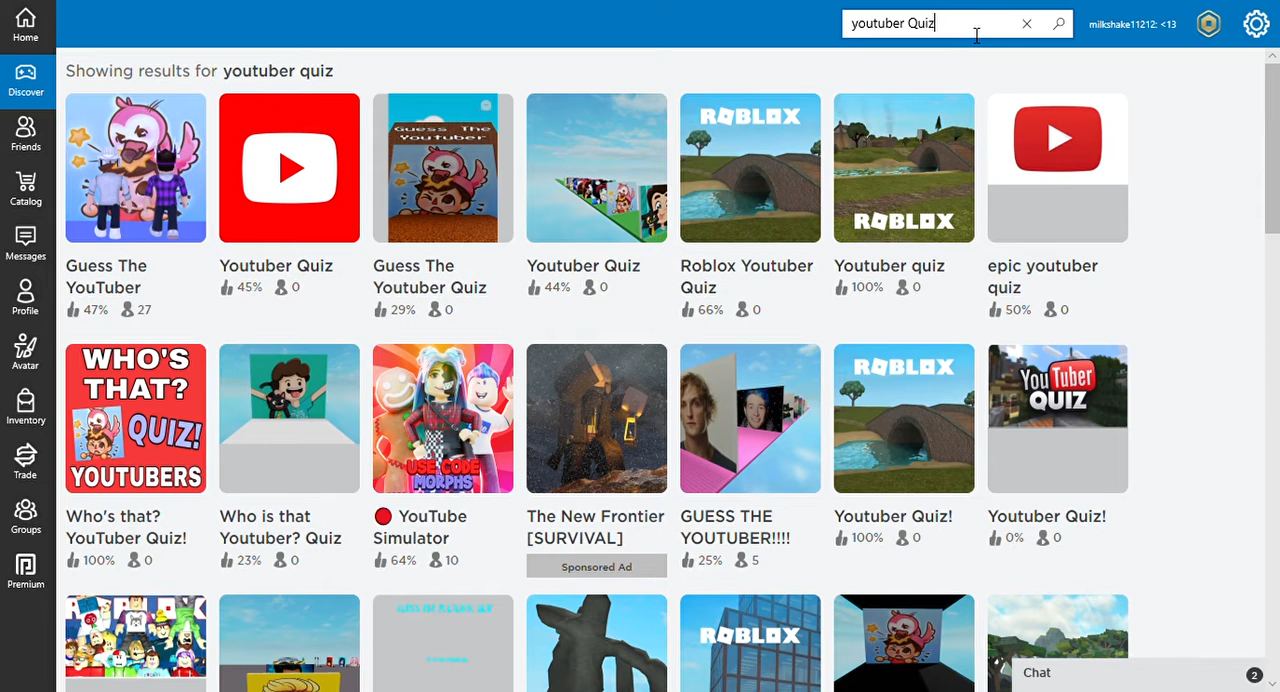 youtuber Quiz
milkshake11212: <13
Home
Discover
Friends
Catalog
Messages
Profile
Avatar
Inventory
Trade
Groups
Premium
Showing results for youtuber quiz
Guess The
YouTuber
47% 27
Youtuber Quiz
45% 0
Guess The
Youtuber
Guess The
Youtuber Quiz
29% 0
Youtuber Quiz
44% 0
ROBLOX
Roblox Youtuber
Quiz
66% 0
ROBLOX
Youtuber quiz
100% 0
epic youtuber
quiz
50% 0
WHO'S
THAT?
QUIZ!
YOUTUBERS
Who's that?
YouTuber Quiz!
100% 0
Who is that
Youtuber? Quiz
23% 0
USE CODE
MORPHS
YouTube
Simulator
64% 10
The New Frontier
[SURVIVAL]
Sponsored Ad
GUESS THE
YOUTUBER!!!!
25% 5
ROBLOX
Youtuber Quiz!
100% 0
YouTuber
QUIZ
Youtuber Quiz!
0% 0
ROBLOX
Chat
2